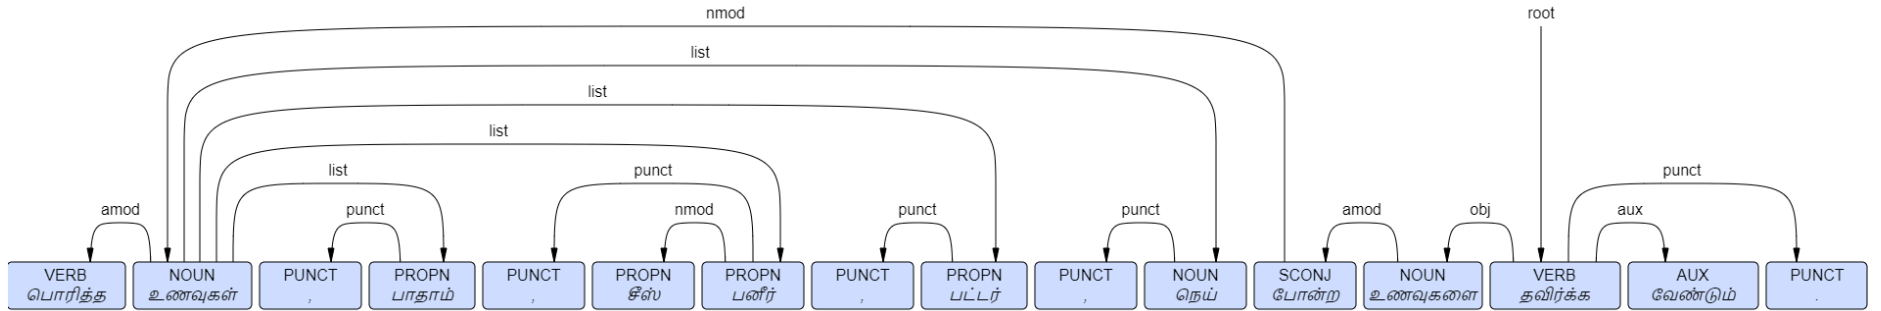 nmod root
list
list
list
list punct punct
amod punct nmod punct punct amod obj aux
VERB NOUN PUNCT PROPN PUNCT PROPN PROPN PUNCT PROPN PUNCT NOUN SCONJ NOUN VERB AUX PUNCT
பொரித்த உணவுகள் , பாதாம் , சீஸ் பனீர் , பட்டர் , நெய் போன்ற உணவுகளை தவிர்க்க வேண்டும் .